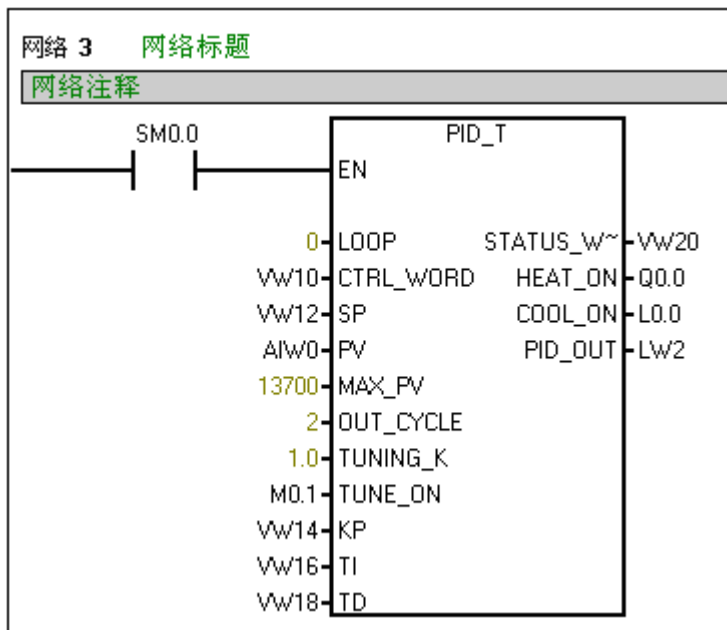 网络 3 网络标题
网络注释
SM0.0
PID_T
EN
0 LOOP STATUS_W~ VW20
VW10 CTRL_WORD HEAT_ON Q0.0
VW12 SP COOL_ON L0.0
AIW0 PV PID_OUT LW2
13700 MAX_PV
2 OUT_CYCLE
1.0 TUNING_K
M0.1 TUNE_ON
VW14 KP
VW16 TI
VW18 TD